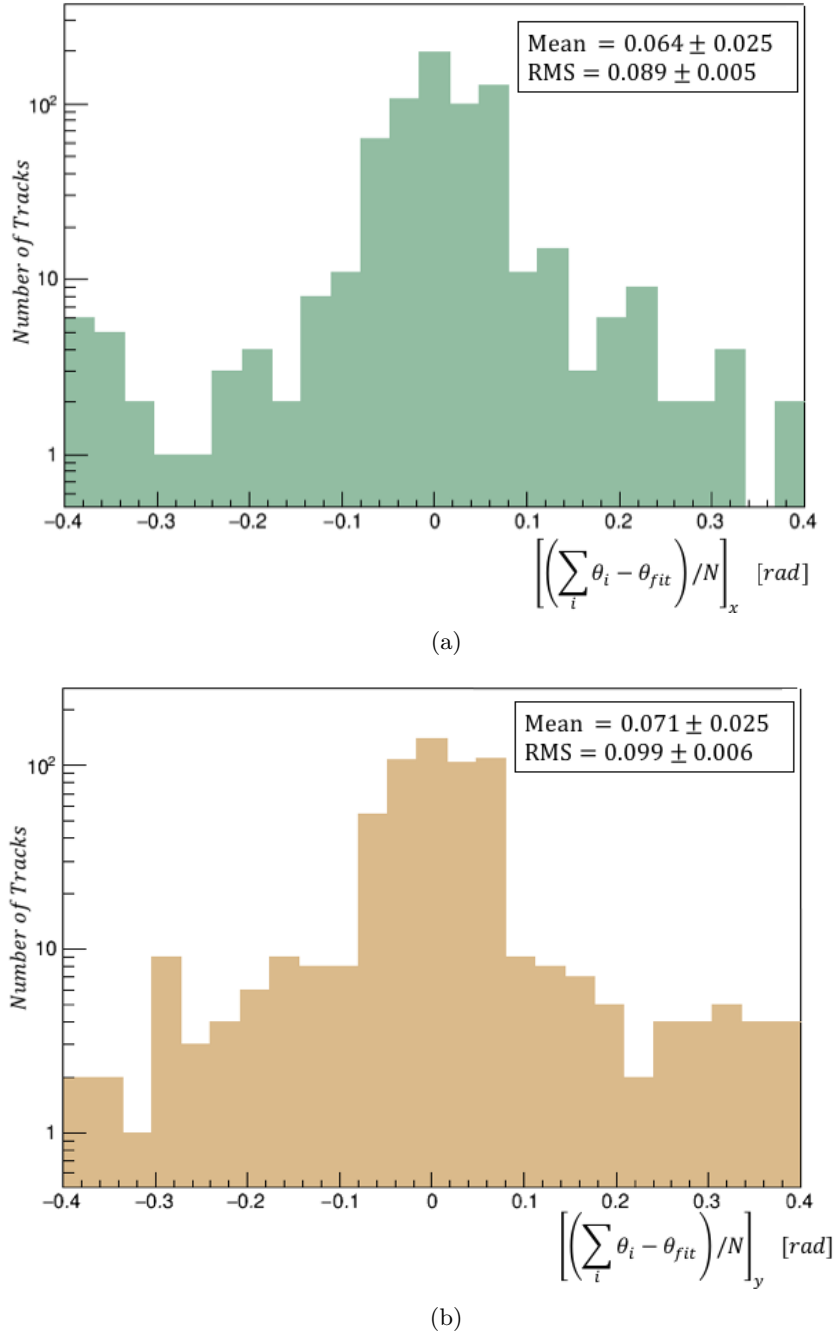 Mean = 0.064 ± 0.025
RMS = 0.089 ± 0.005
Number of Tracks
10²
10
1
−0.4 −0.3 −0.2 −0.1 0 0.1 0.2 0.3 0.4
[(∑ᵢ θᵢ − θ_fit)/N]ₓ [rad]
(a)
Mean = 0.071 ± 0.025
RMS = 0.099 ± 0.006
Number of Tracks
10²
10
1
−0.4 −0.3 −0.2 −0.1 0 0.1 0.2 0.3 0.4
[(∑ᵢ θᵢ − θ_fit)/N]_y [rad]
(b)